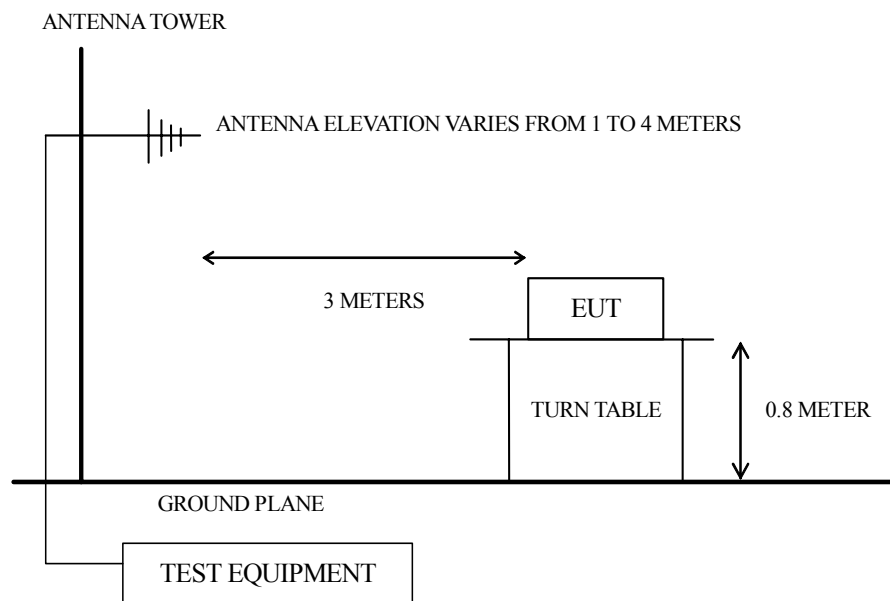 ANTENNA TOWER
ANTENNA ELEVATION VARIES FROM 1 TO 4 METERS
3 METERS
EUT
TURN TABLE
0.8 METER
GROUND PLANE
TEST EQUIPMENT